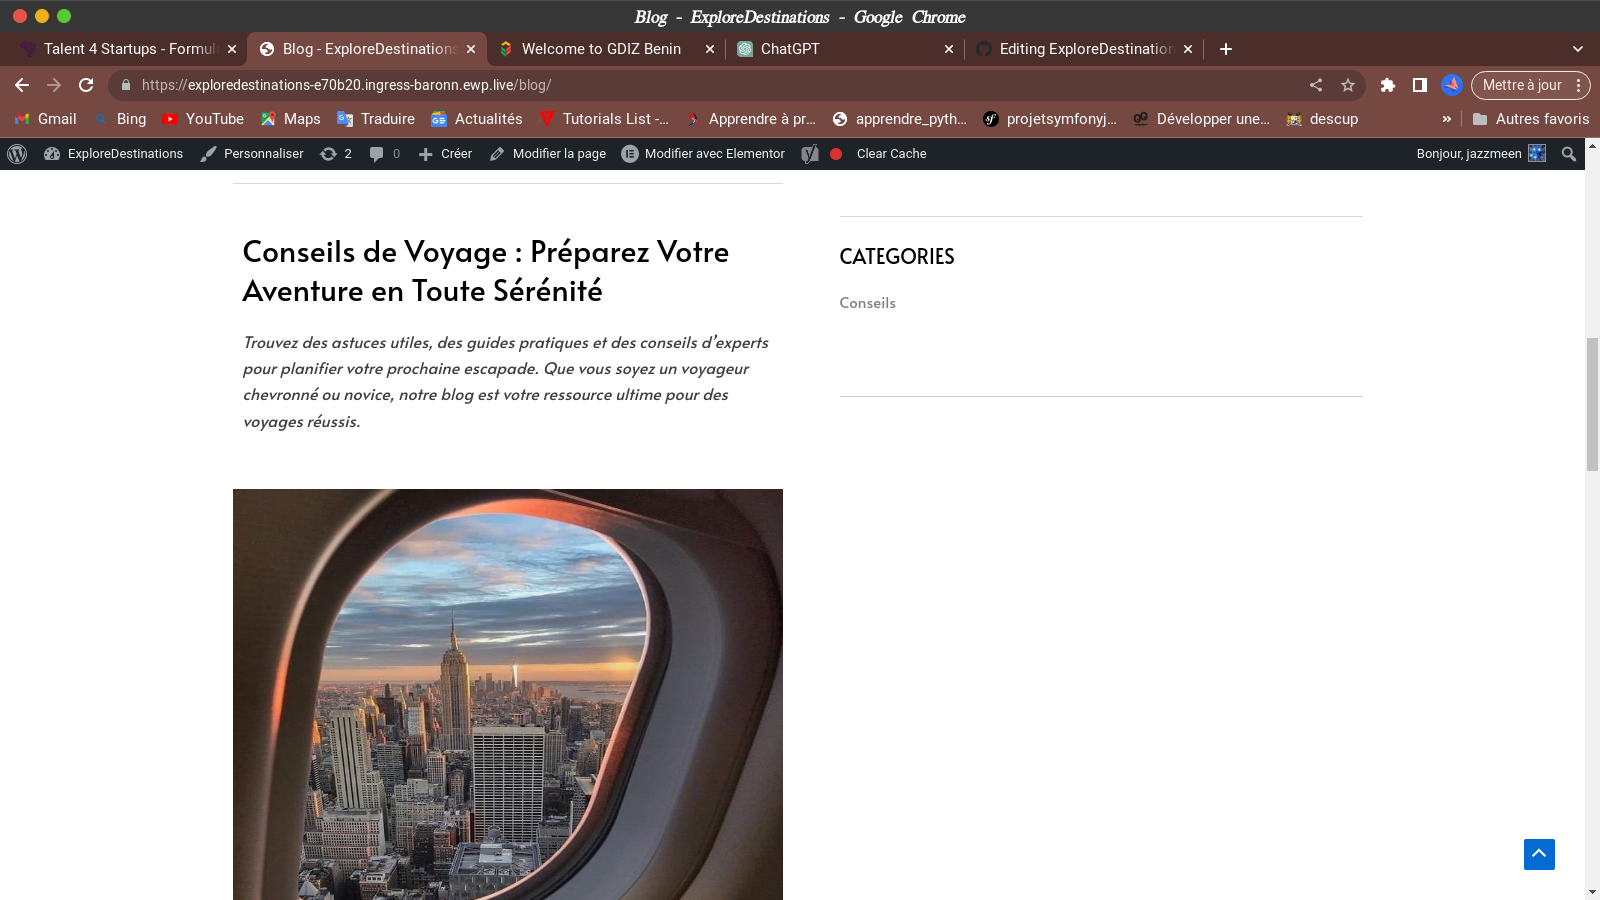 Blog - ExploreDestinations - Google Chrome
Talent 4 Startups - Formul
Blog - ExploreDestinations
Welcome to GDIZ Benin
ChatGPT
Editing ExploreDestination
https://exploredestinations-e70b20.ingress-baronn.ewp.live/blog/
Mettre à jour
Gmail
Bing
YouTube
Maps
Traduire
Actualités
Tutorials List -...
Apprendre à pr...
apprendre_pyth...
projetsymfonyj...
Développer une...
descup
»
Autres favoris
ExploreDestinations
Personnaliser
2
0
Créer
Modifier la page
Modifier avec Elementor
Clear Cache
Bonjour, jazzmeen
Conseils de Voyage : Préparez Votre
Aventure en Toute Sérénité
Trouvez des astuces utiles, des guides pratiques et des conseils d’experts
pour planifier votre prochaine escapade. Que vous soyez un voyageur
chevronné ou novice, notre blog est votre ressource ultime pour des
voyages réussis.
CATEGORIES
Conseils